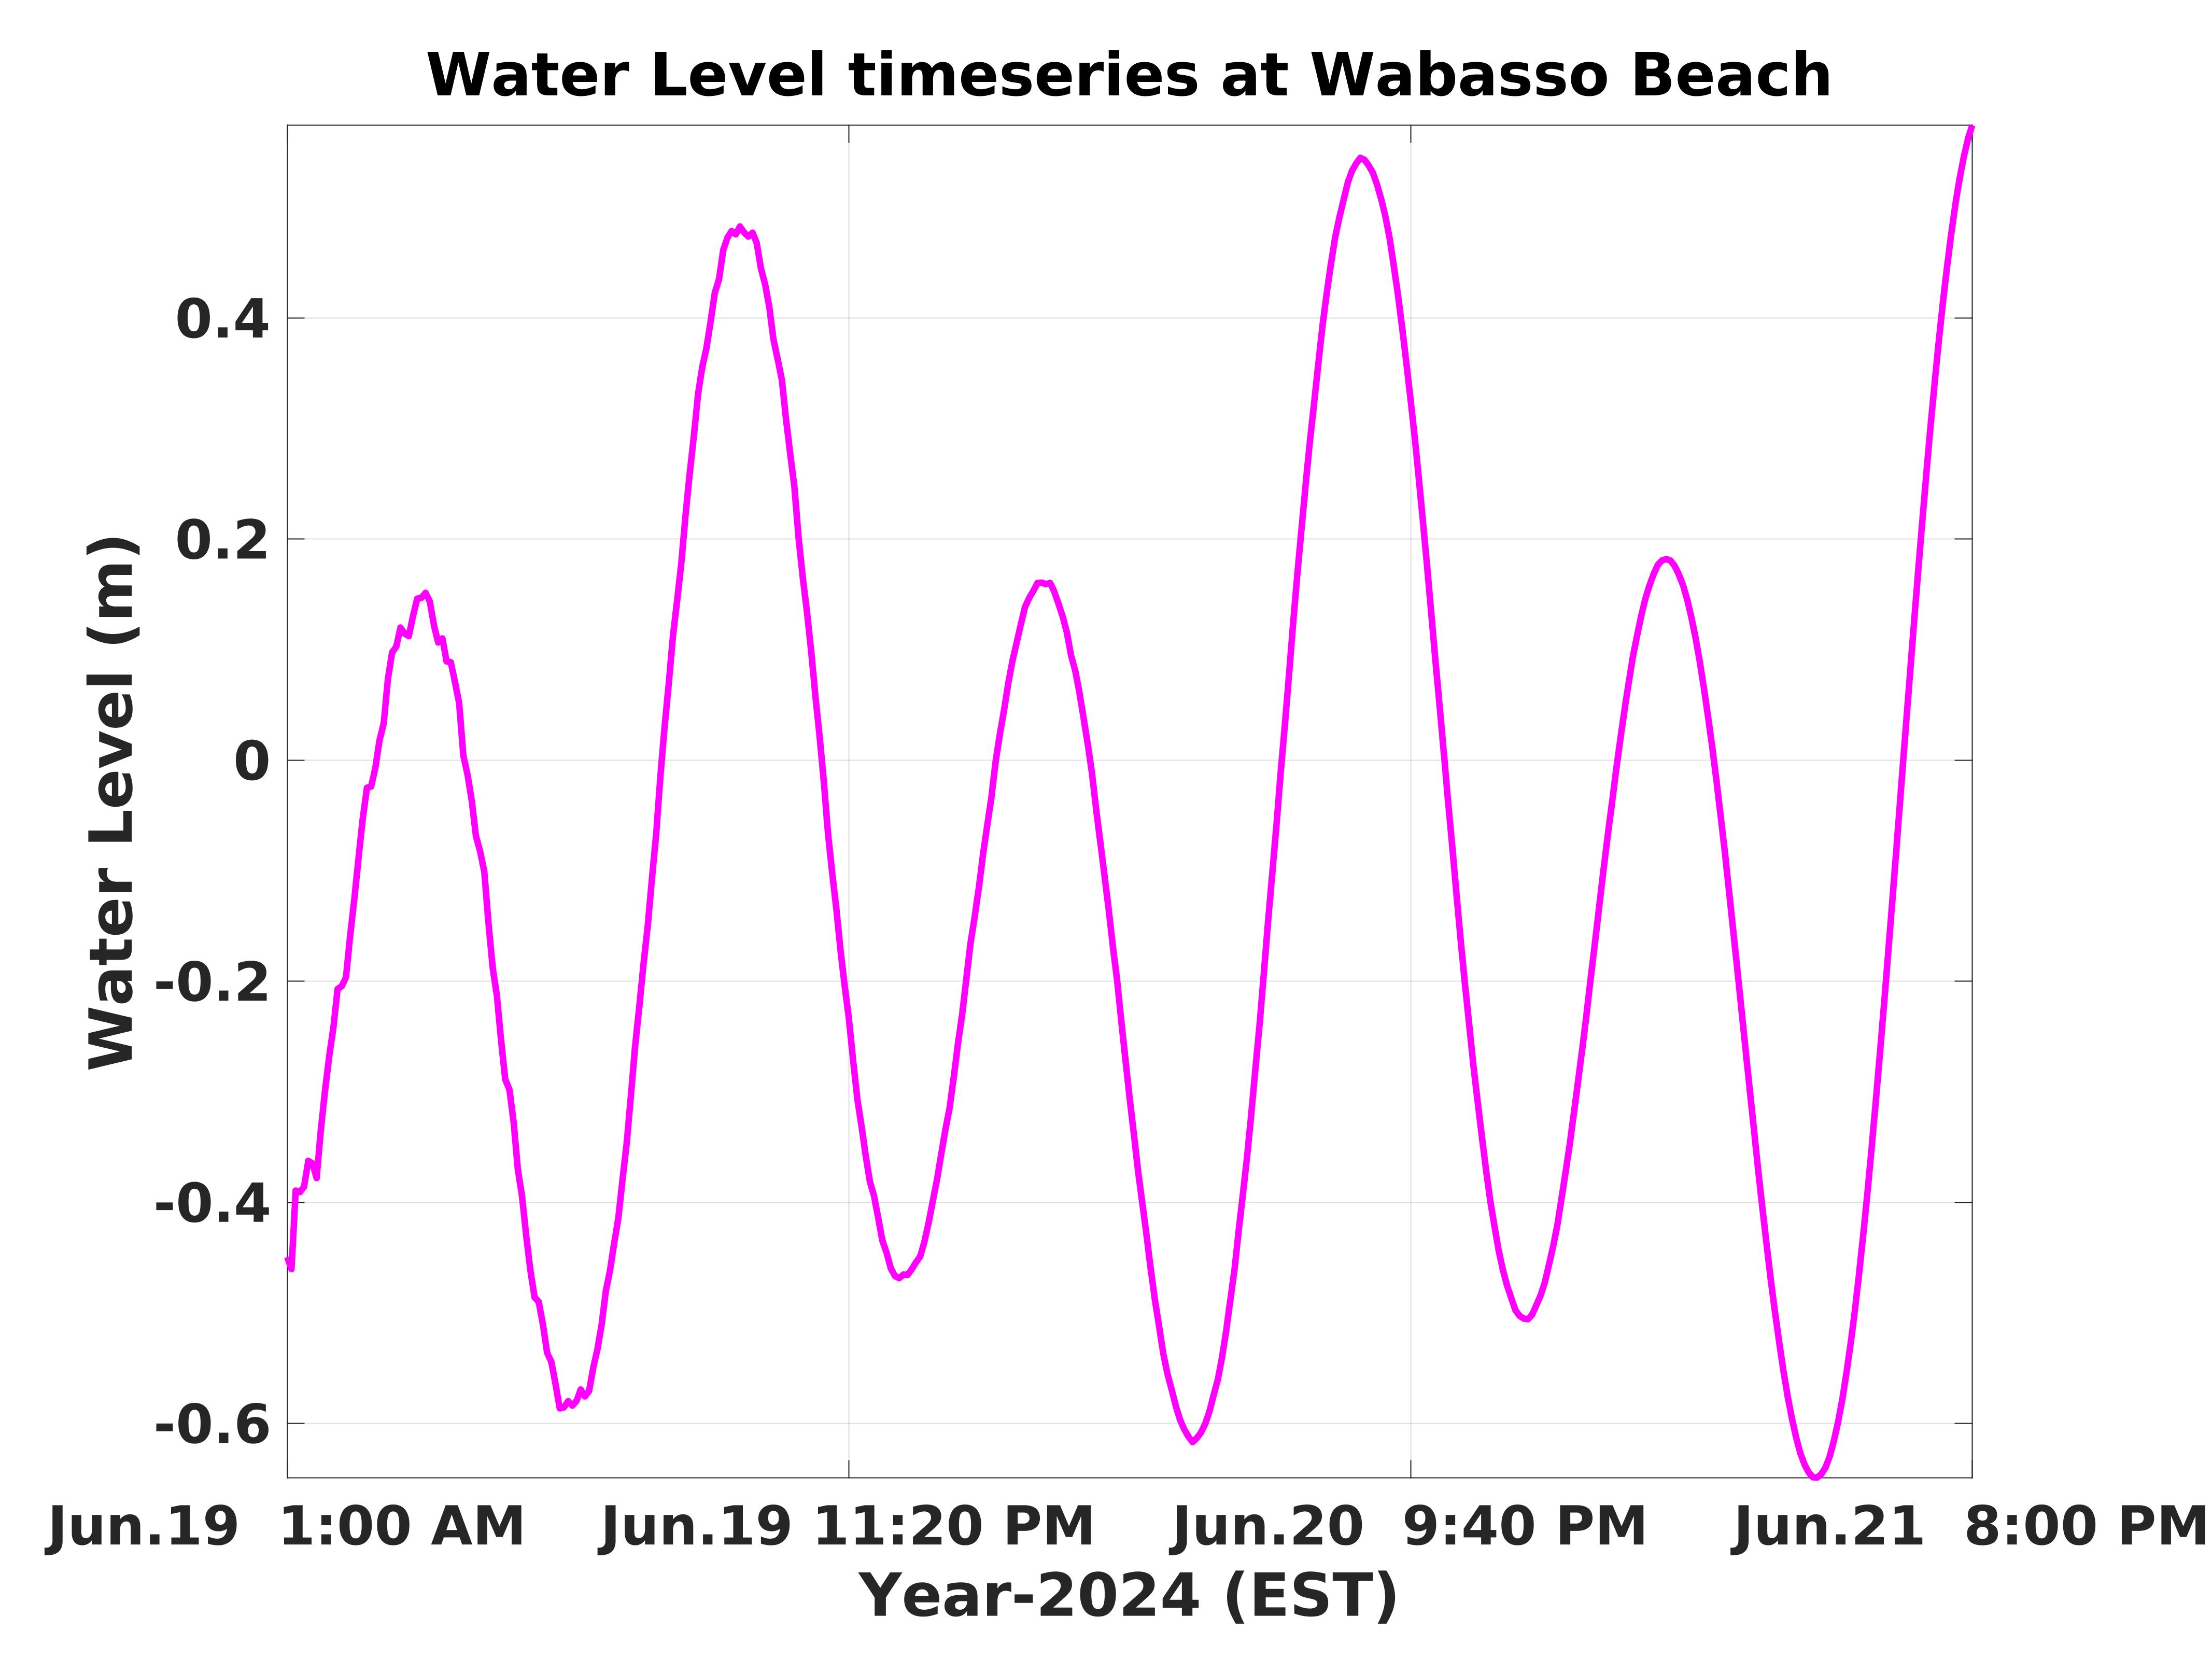 Water Level timeseries at Wabasso Beach
Water Level (m)
0.4
0.2
0
-0.2
-0.4
-0.6
Jun.19 1:00 AM Jun.19 11:20 PM Jun.20 9:40 PM Jun.21 8:00 PM
Year-2024 (EST)